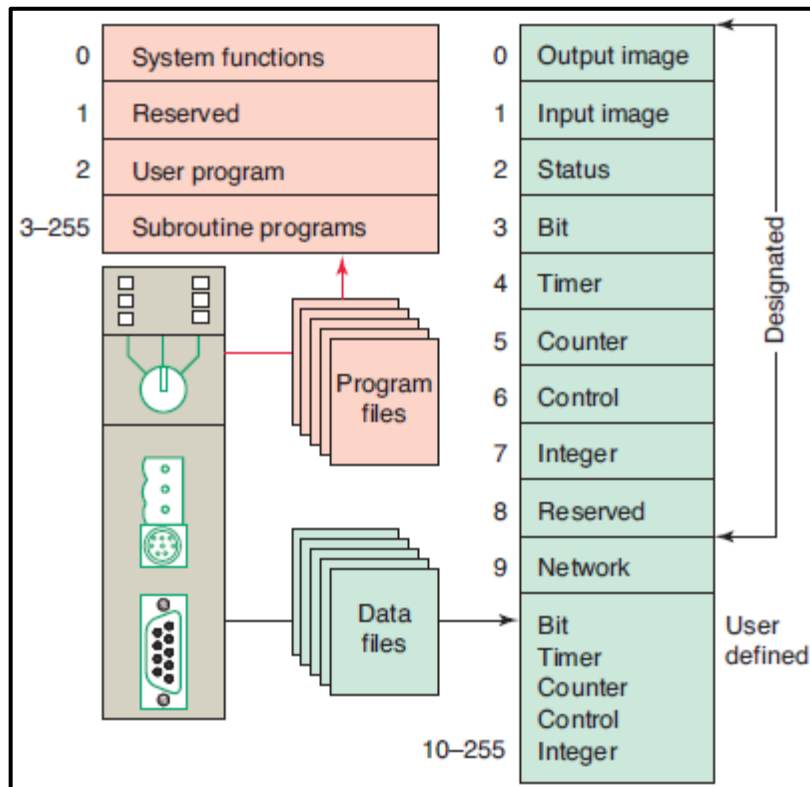 0 System functions
1 Reserved
2 User program
3–255 Subroutine programs
Program
files
Data
files
0 Output image
1 Input image
2 Status
3 Bit
4 Timer
5 Counter
6 Control
7 Integer
8 Reserved
9 Network
Bit
Timer
Counter
Control
10–255 Integer
Designated
User
defined